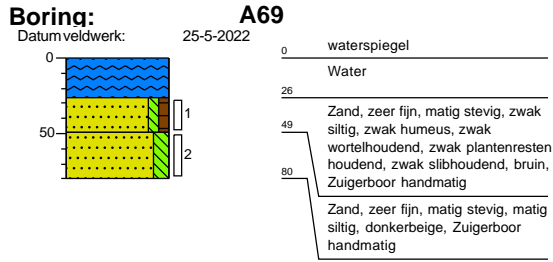 Boring: A69
Datum veldwerk: 25-5-2022
0
50
1
2
0 waterspiegel
Water
26
Zand, zeer fijn, matig stevig, zwak
49 siltig, zwak humeus, zwak
wortelhoudend, zwak plantenresten
80 houdend, zwak slibhoudend, bruin,
Zuigerboor handmatig
Zand, zeer fijn, matig stevig, matig
siltig, donkerbeige, Zuigerboor
handmatig